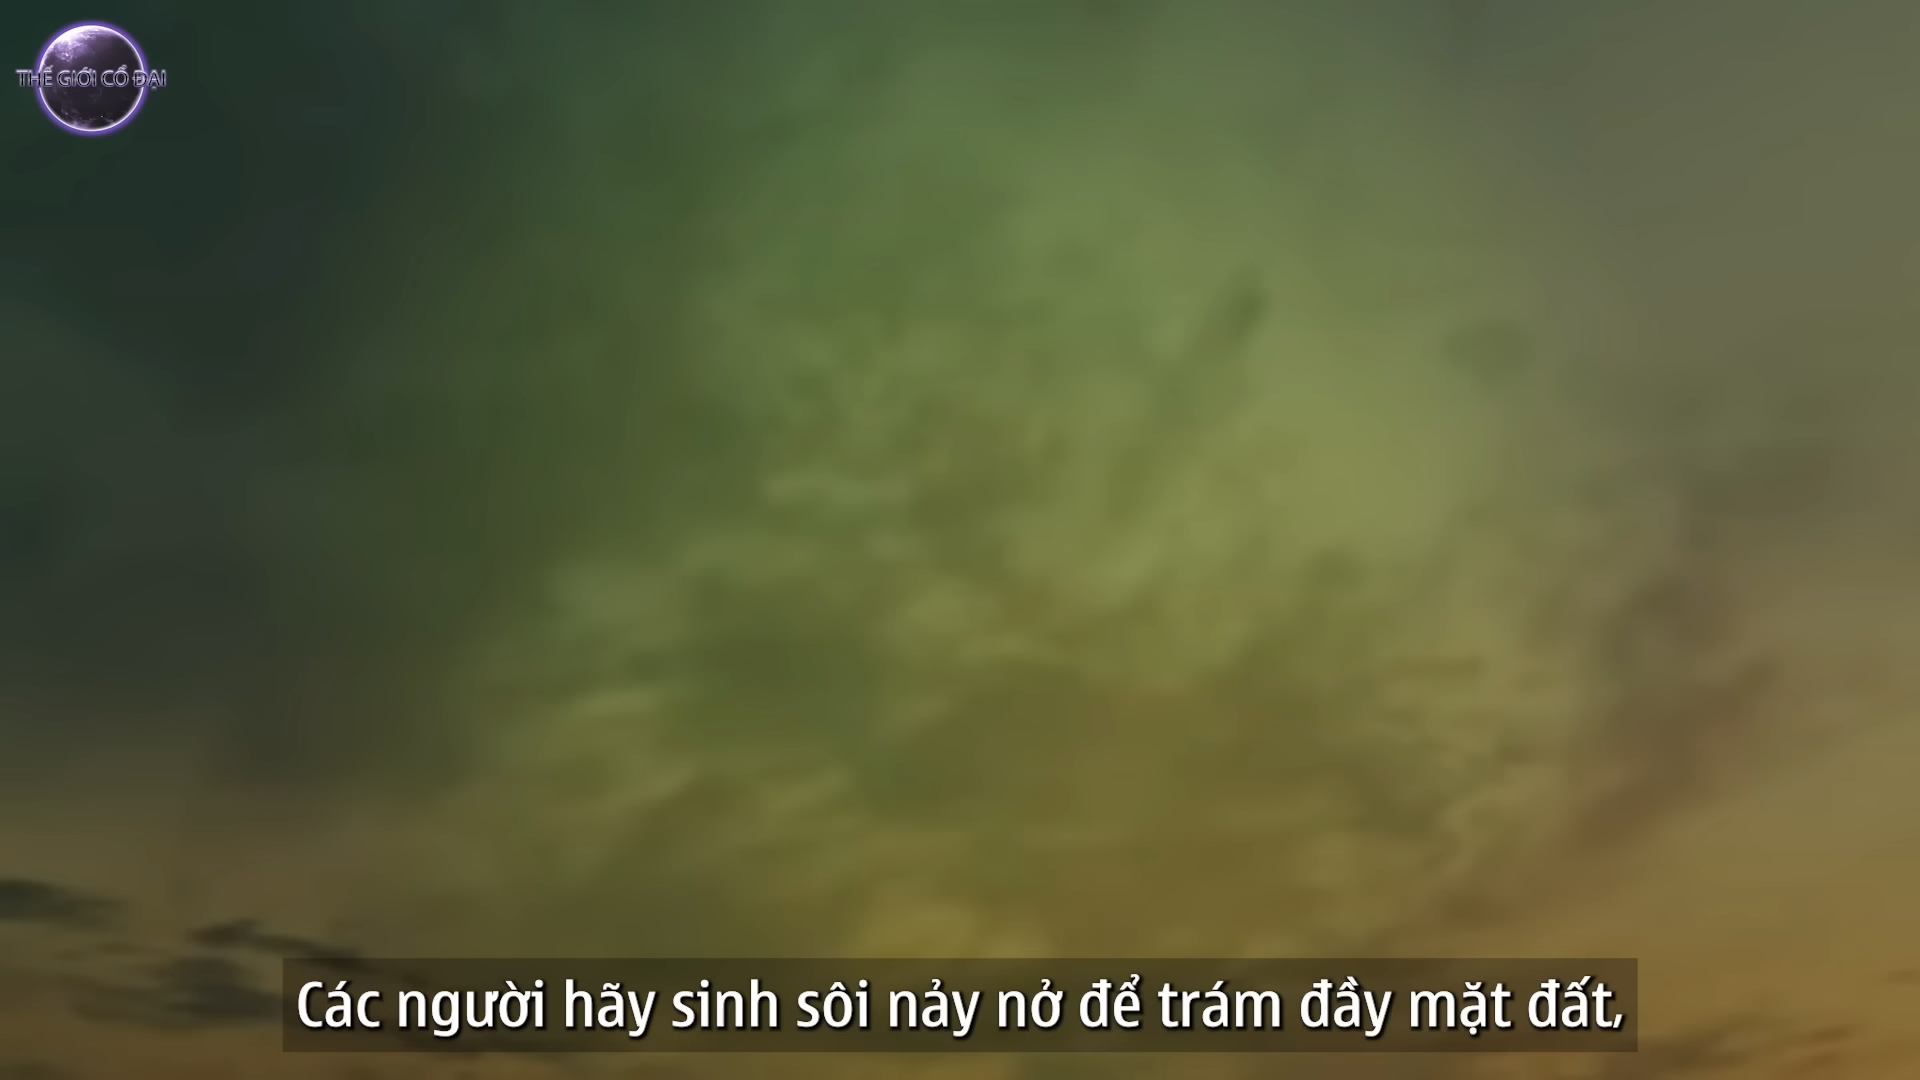 THẾ GIỚI CỔ ĐẠI
Các người hãy sinh sôi nảy nở để trám đầy mặt đất,